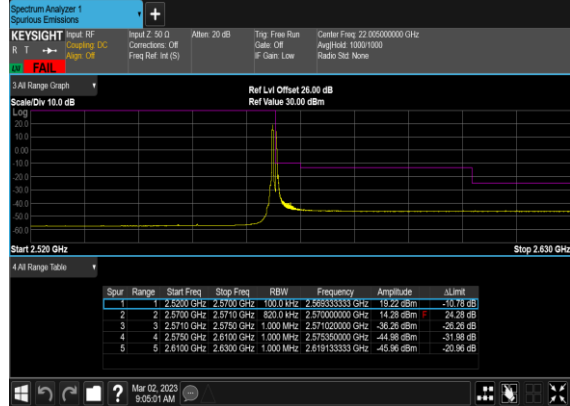 Spectrum Analyzer 1
Spurious Emissions
KEYSIGHT Input: RF Input Z: 50 Ω Atten: 20 dB Trig: Free Run Center Freq: 22.005000000 GHz
R T Coupling: DC Corrections: Off Gate: Off Avg|Hold: 1000/1000
Align: Off Freq Ref: Int (S) IF Gain: Low Radio Std: None
FAIL
3 All Range Graph Ref Lvl Offset 26.00 dB
Scale/Div 10.0 dB Ref Value 30.00 dBm
Log
20.0
10.0
0.00
-10.0
-20.0
-30.0
-40.0
-50.0
-60.0
Start 2.520 GHz Stop 2.630 GHz
4 All Range Table
Spur Range Start Freq Stop Freq RBW Frequency Amplitude ΔLimit
1 1 2.5200 GHz 2.5700 GHz 100.0 kHz 2.569333333 GHz 19.22 dBm -10.78 dB
2 2 2.5700 GHz 2.5710 GHz 820.0 kHz 2.570000000 GHz 14.28 dBm F 24.28 dB
3 3 2.5710 GHz 2.5750 GHz 1.000 MHz 2.571020000 GHz -36.26 dBm -26.26 dB
4 4 2.5750 GHz 2.6100 GHz 1.000 MHz 2.575350000 GHz -44.98 dBm -31.98 dB
5 5 2.6100 GHz 2.6300 GHz 1.000 MHz 2.619133333 GHz -45.96 dBm -20.96 dB
? Mar 02, 2023
9:05:01 AM